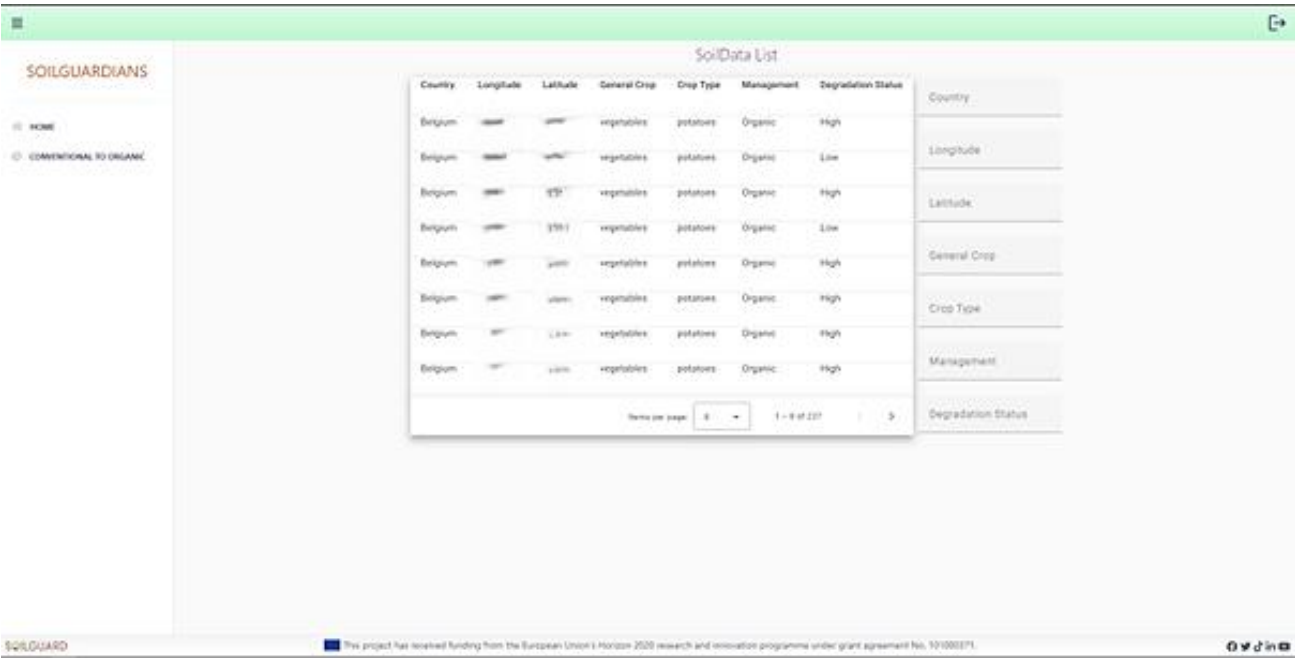 SOILGUARDIANS
HOME
CONVENTIONAL TO ORGANIC
SoilData List
Country Longitude Latitude General Crop Crop Type Management Degradation Status
Belgium vegetables potatoes Organic High
Belgium vegetables potatoes Organic Low
Belgium vegetables potatoes Organic High
Belgium vegetables potatoes Organic Low
Belgium vegetables potatoes Organic High
Belgium vegetables potatoes Organic High
Belgium vegetables potatoes Organic High
Belgium vegetables potatoes Organic High
Items per page: of 237
Country
Longitude
Latitude
General Crop
Crop Type
Management
Degradation Status
SOILGUARD
This project has received funding from the European Union's Horizon 2020 research and innovation programme under grant agreement No. 101000371.